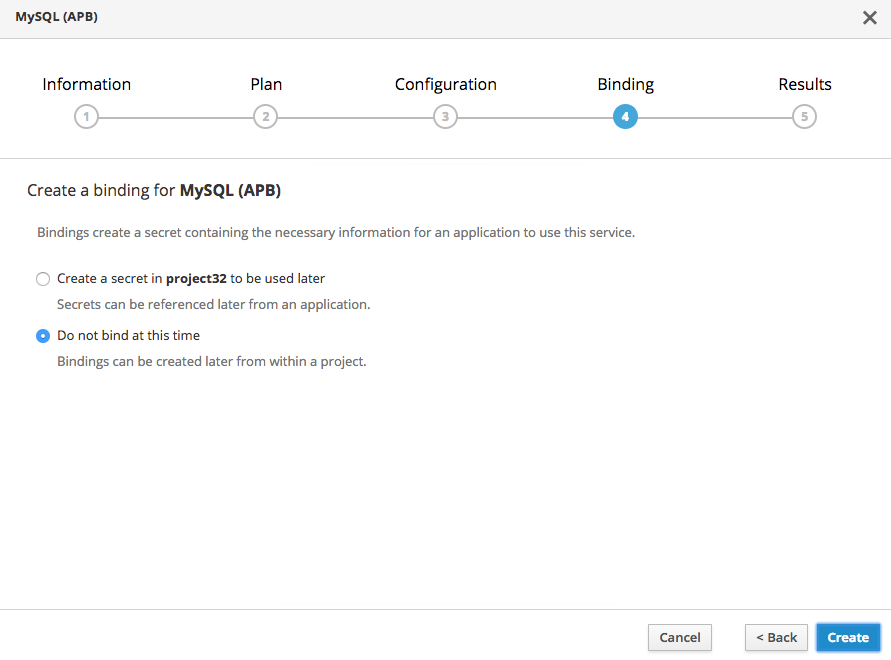 MySQL (APB)
Information Plan Configuration Binding Results
1 2 3 4 5
Create a binding for MySQL (APB)
Bindings create a secret containing the necessary information for an application to use this service.
Create a secret in project32 to be used later
Secrets can be referenced later from an application.
Do not bind at this time
Bindings can be created later from within a project.
Cancel < Back Create